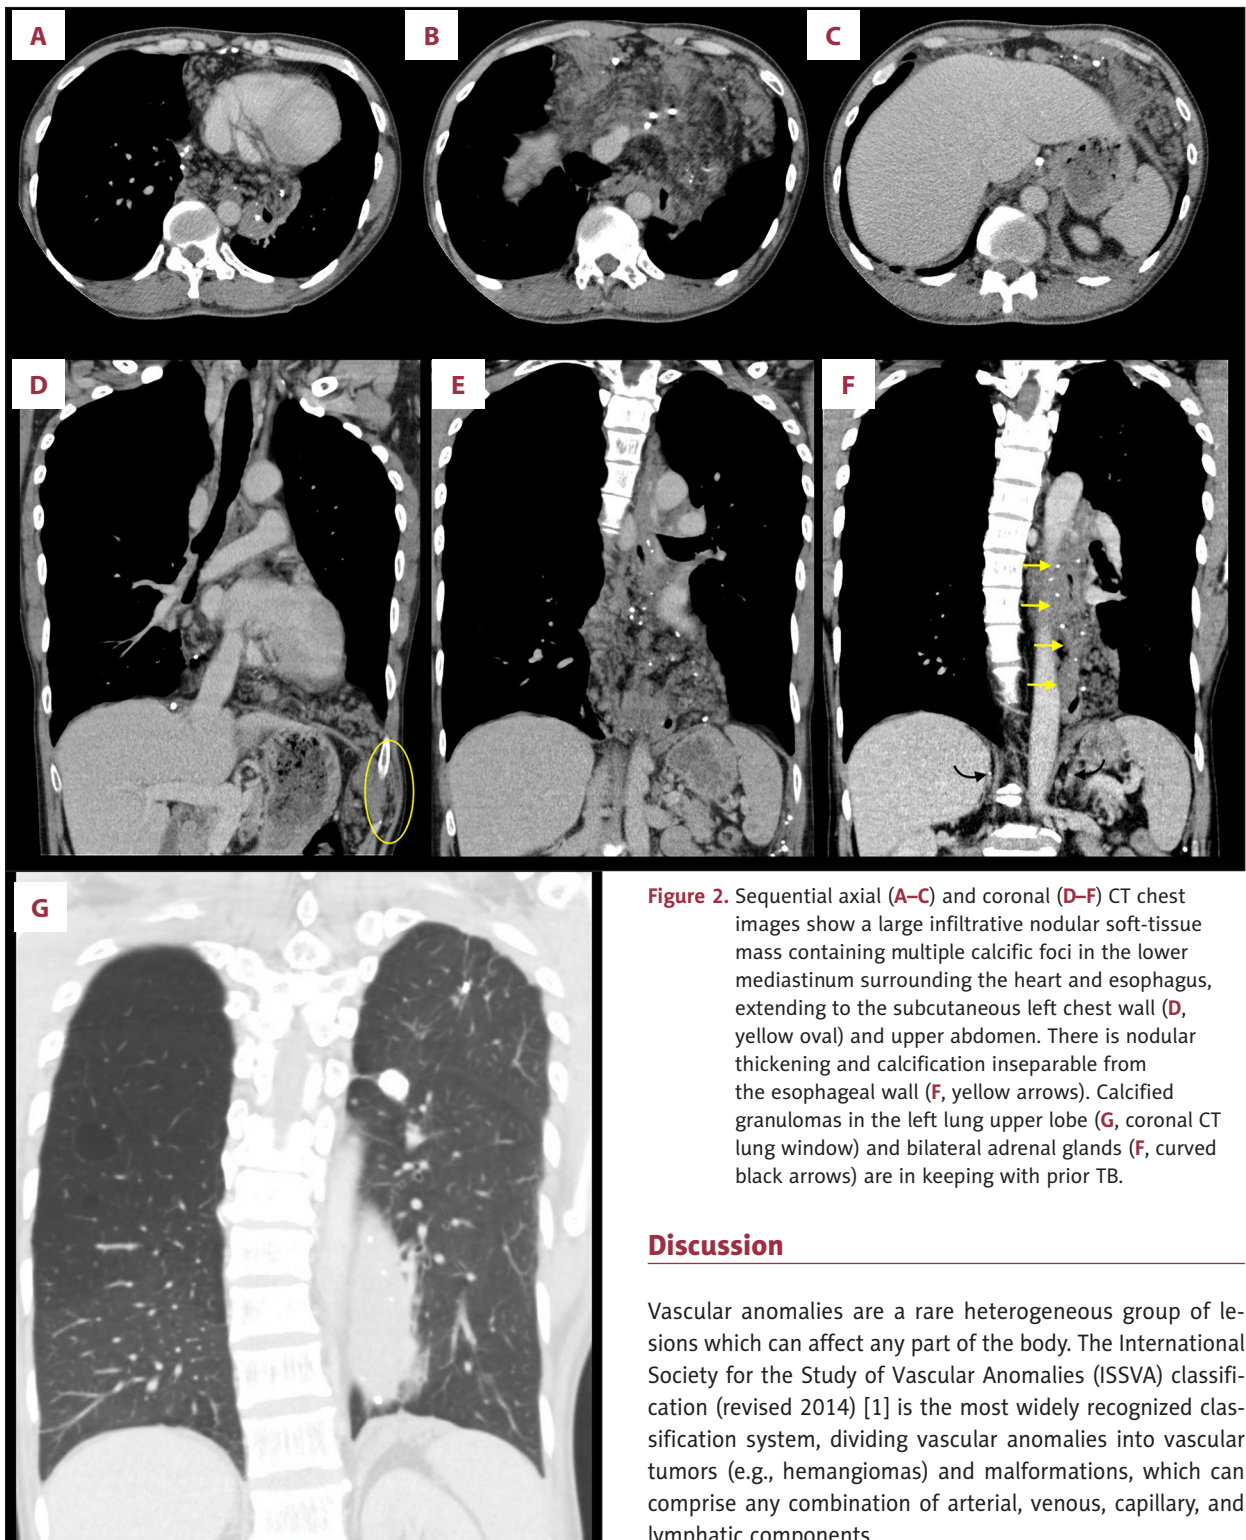 A
B
C
D
E
F
G
Figure 2. Sequential axial (A–C) and coronal (D–F) CT chest
images show a large infiltrative nodular soft-tissue
mass containing multiple calcific foci in the lower
mediastinum surrounding the heart and esophagus,
extending to the subcutaneous left chest wall (D,
yellow oval) and upper abdomen. There is nodular
thickening and calcification inseparable from
the esophageal wall (F, yellow arrows). Calcified
granulomas in the left lung upper lobe (G, coronal CT
lung window) and bilateral adrenal glands (F, curved
black arrows) are in keeping with prior TB.
Discussion
Vascular anomalies are a rare heterogeneous group of le-
sions which can affect any part of the body. The International
Society for the Study of Vascular Anomalies (ISSVA) classifi-
cation (revised 2014) [1] is the most widely recognized clas-
sification system, dividing vascular anomalies into vascular
tumors (e.g., hemangiomas) and malformations, which can
comprise any combination of arterial, venous, capillary, and
lymphatic components.